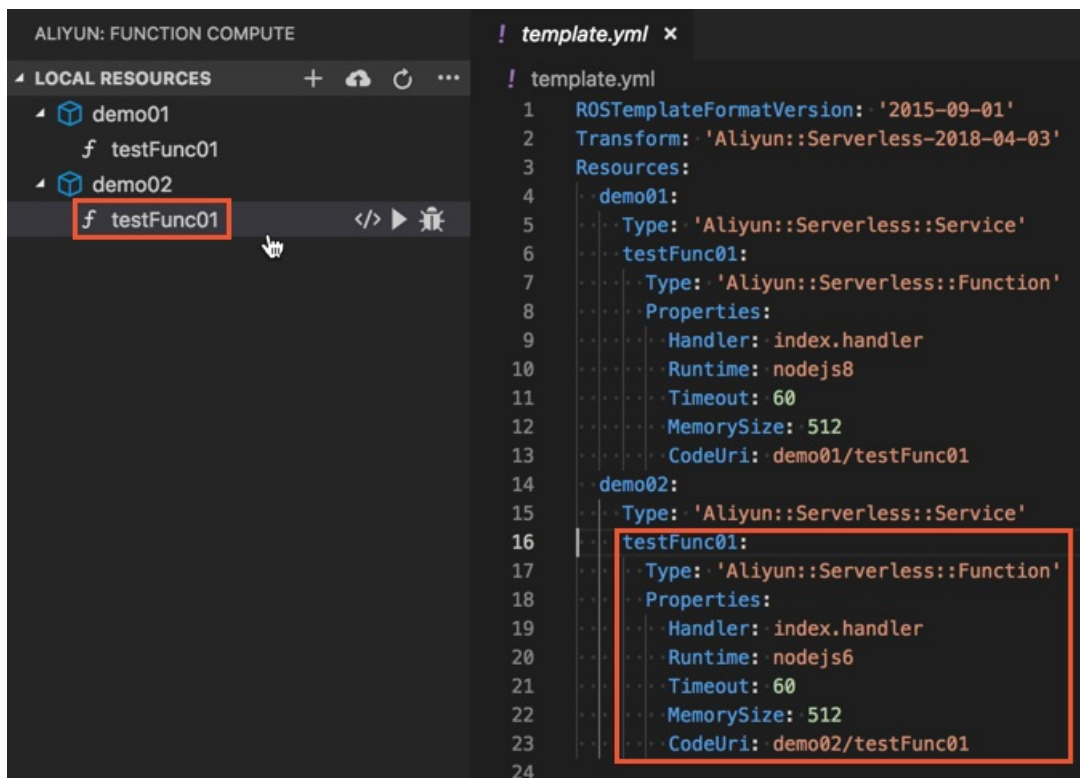 ALIYUN: FUNCTION COMPUTE
LOCAL RESOURCES
demo01
f testFunc01
demo02
f testFunc01 </>
! template.yml ×
! template.yml
1 ROSTemplateFormatVersion: '2015-09-01'
2 Transform: 'Aliyun::Serverless-2018-04-03'
3 Resources:
4   demo01:
5     Type: 'Aliyun::Serverless::Service'
6     testFunc01:
7       Type: 'Aliyun::Serverless::Function'
8       Properties:
9         Handler: index.handler
10         Runtime: nodejs8
11         Timeout: 60
12         MemorySize: 512
13         CodeUri: demo01/testFunc01
14   demo02:
15     Type: 'Aliyun::Serverless::Service'
16     testFunc01:
17       Type: 'Aliyun::Serverless::Function'
18       Properties:
19         Handler: index.handler
20         Runtime: nodejs6
21         Timeout: 60
22         MemorySize: 512
23         CodeUri: demo02/testFunc01
24